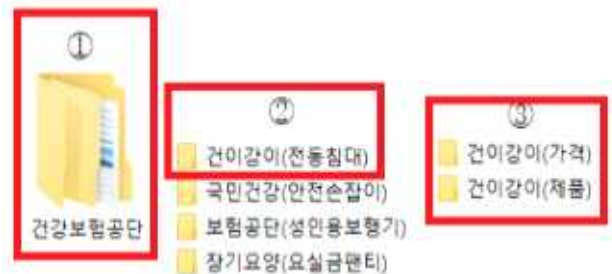 ①
건강보험공단
②
건이강이(전동침대)
국민건강(안전손잡이)
보험공단(성인용보행기)
장기요양(요실금팬티)
③
건이강이(가격)
건이강이(제품)